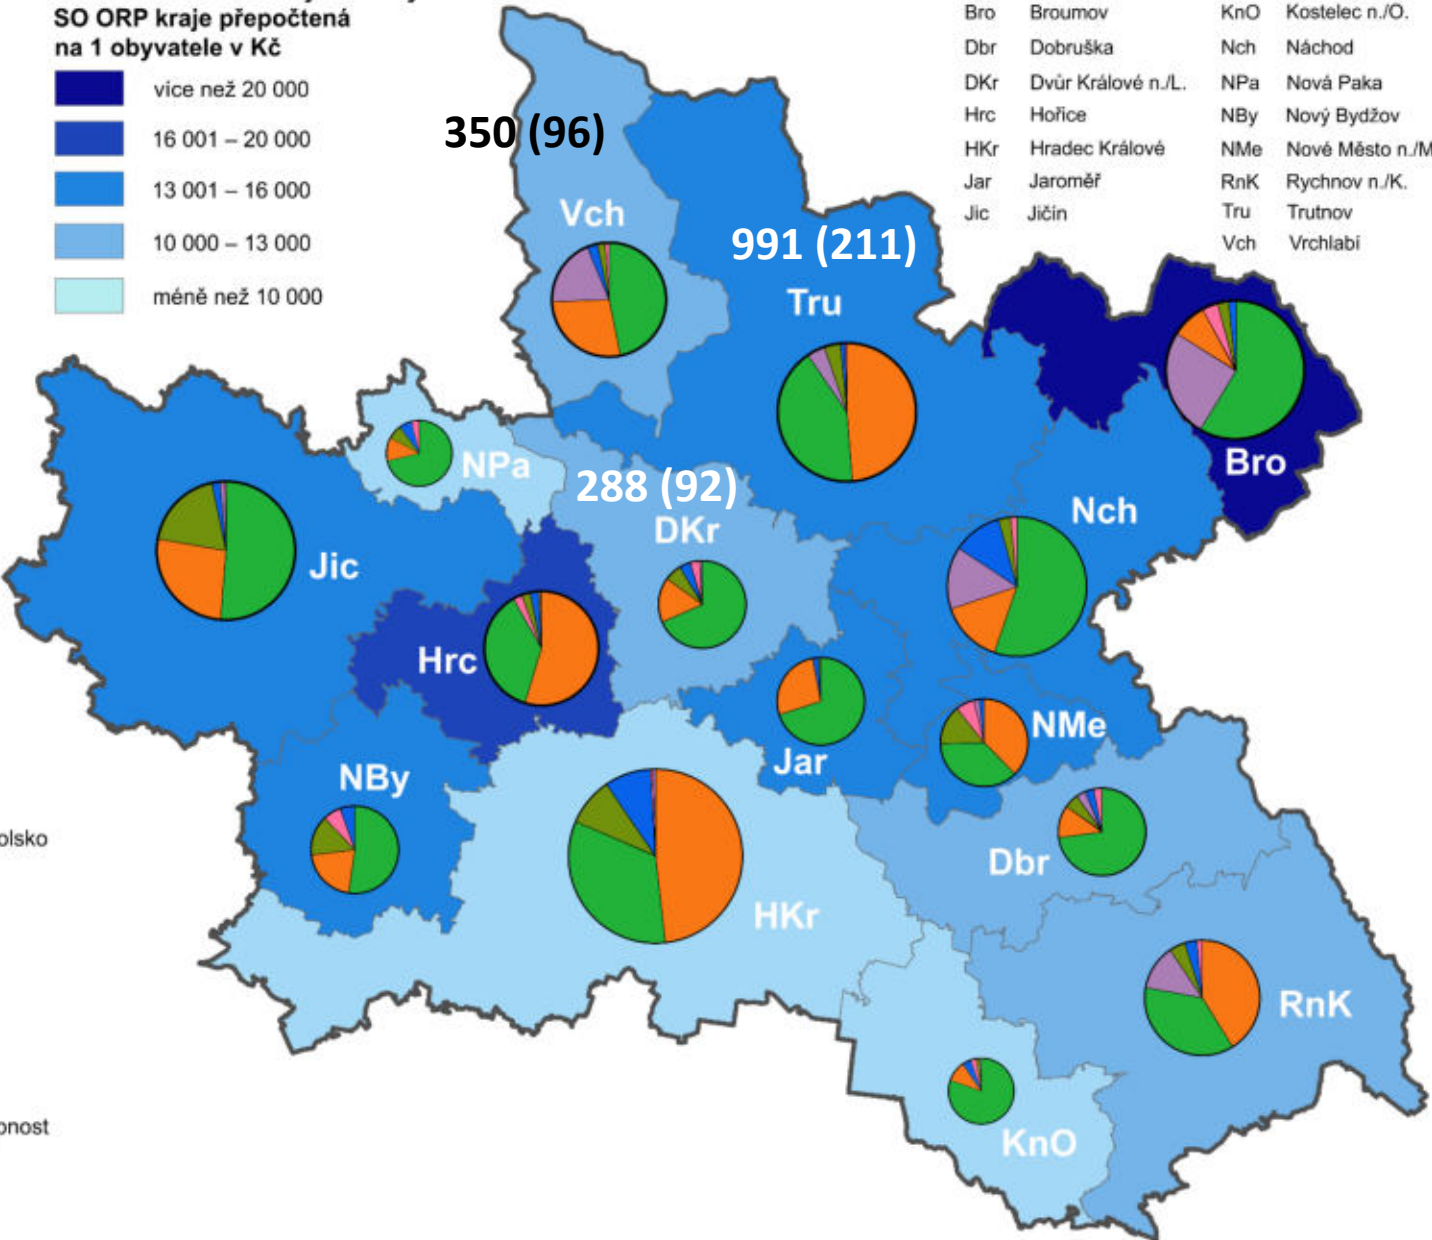 SO ORP kraje přepočtená
na 1 obyvatele v Kč
více než 20 000
16 001 – 20 000
13 001 – 16 000
10 000 – 13 000
méně než 10 000
Bro Broumov KnO Kostelec n./O.
Dbr Dobruška Nch Náchod
DKr Dvůr Králové n./L. NPa Nová Paka
Hrc Hořice NBy Nový Bydžov
HKr Hradec Králové NMe Nové Město n./M
Jar Jaroměř RnK Rychnov n./K.
Jic Jičín Tru Trutnov
Vch Vrchlabí
350 (96)
Vch
991 (211)
Tru
Bro
NPa
288 (92)
DKr
Nch
Jic
Hrc
NMe
Jar
NBy
olsko
Dbr
HKr
RnK
pnost
KnO